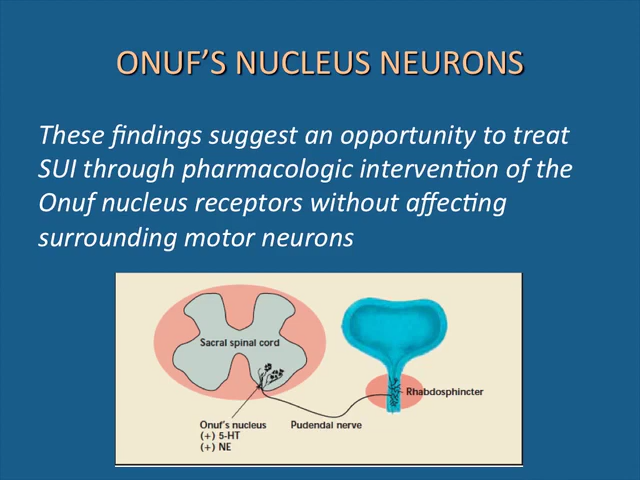 ONUF’S NUCLEUS NEURONS
These findings suggest an opportunity to treat
SUI through pharmacologic intervention of the
Onuf nucleus receptors without affecting
surrounding motor neurons
Sacral spinal cord
Rhabdosphincter
Onuf's nucleus
(+) 5-HT
(+) NE
Pudendal nerve